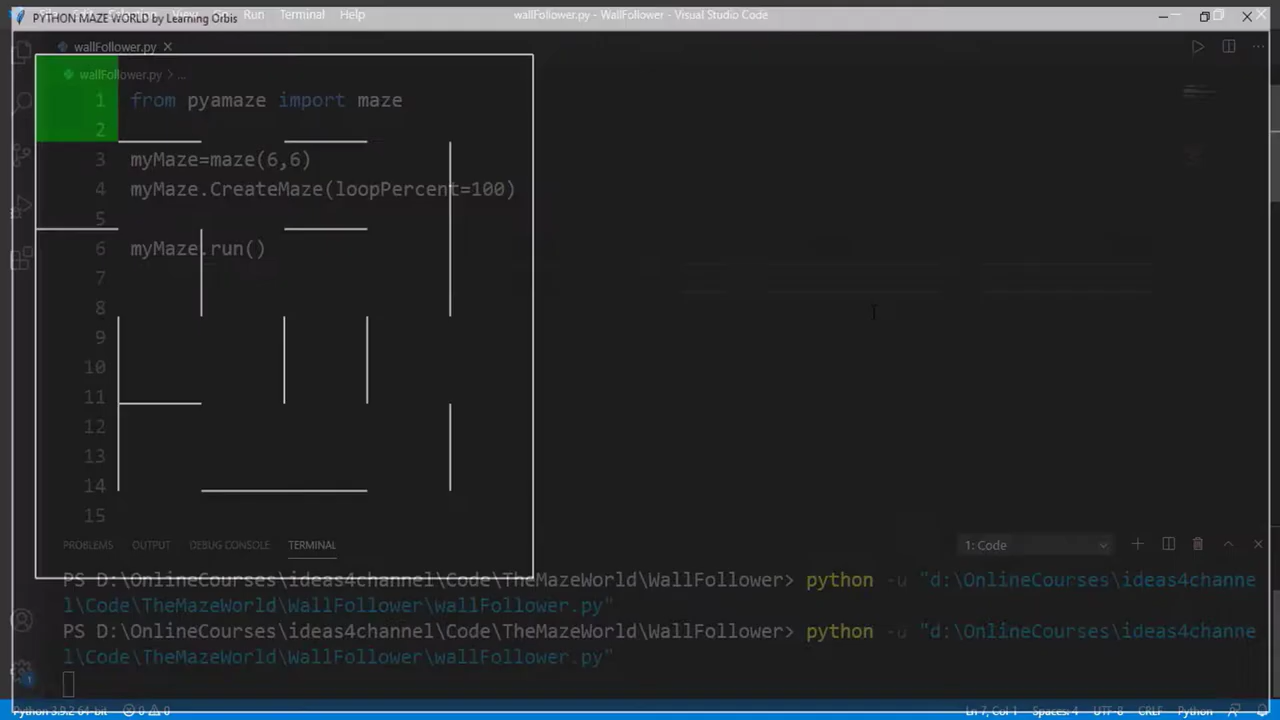 PYTHON MAZE WORLD by Learning Orbis
Run Terminal Help
wallFollower.py - WallFollower - Visual Studio Code
wallFollower.py
wallFollower.py > ...
1 from pyamaze import maze
2
3 myMaze=maze(6,6)
4 myMaze.CreateMaze(loopPercent=100)
5
6 myMaze.run()
7
8
9
10
11
12
13
14
15
PROBLEMS OUTPUT DEBUG CONSOLE TERMINAL
1: Code
PS D:\OnlineCourses\ideas4channel\Code\TheMazeWorld\WallFollower> python -u "d:\OnlineCourses\ideas4channe
l\Code\TheMazeWorld\WallFollower\wallFollower.py"
PS D:\OnlineCourses\ideas4channel\Code\TheMazeWorld\WallFollower> python -u "d:\OnlineCourses\ideas4channe
l\Code\TheMazeWorld\WallFollower\wallFollower.py"
1
Python 3.9.2 64-bit 0 0 Ln 7, Col 1 Spaces: 4 UTF-8 CRLF Python